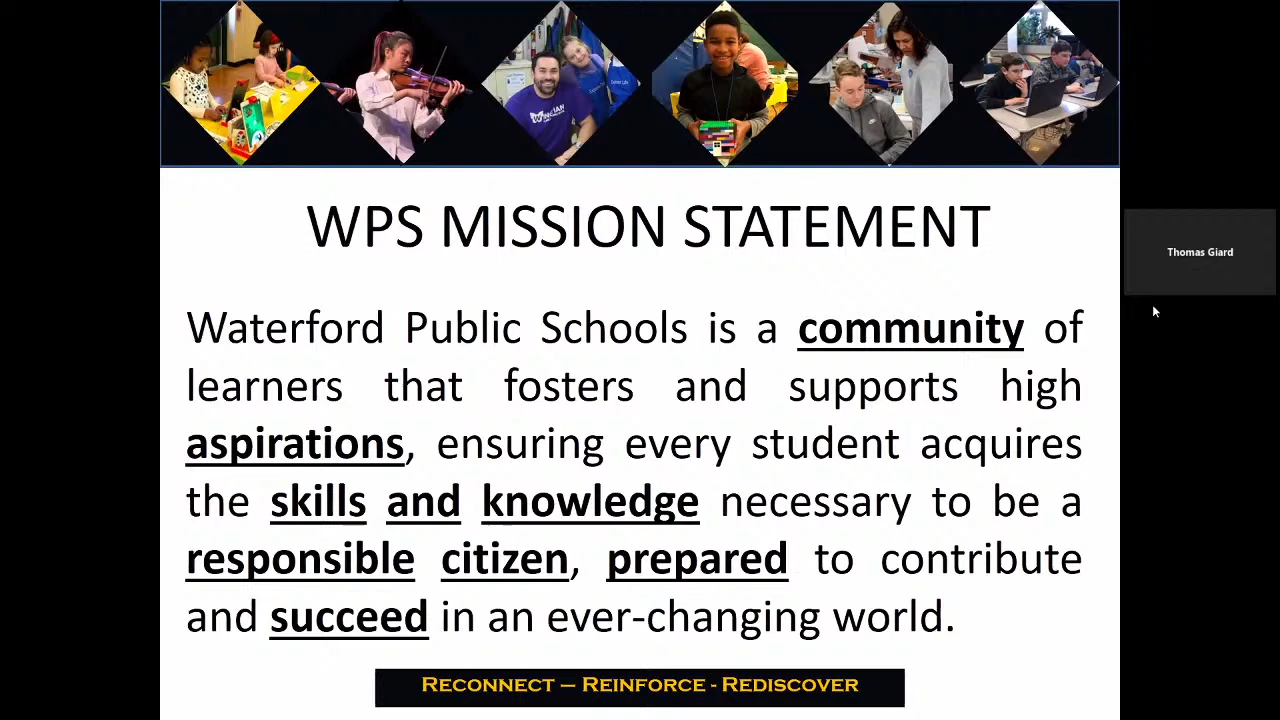 WPS MISSION STATEMENT
Waterford Public Schools is a community of
learners that fosters and supports high
aspirations, ensuring every student acquires
the skills and knowledge necessary to be a
responsible citizen, prepared to contribute
and succeed in an ever-changing world.
RECONNECT – REINFORCE - REDISCOVER
Thomas Giard